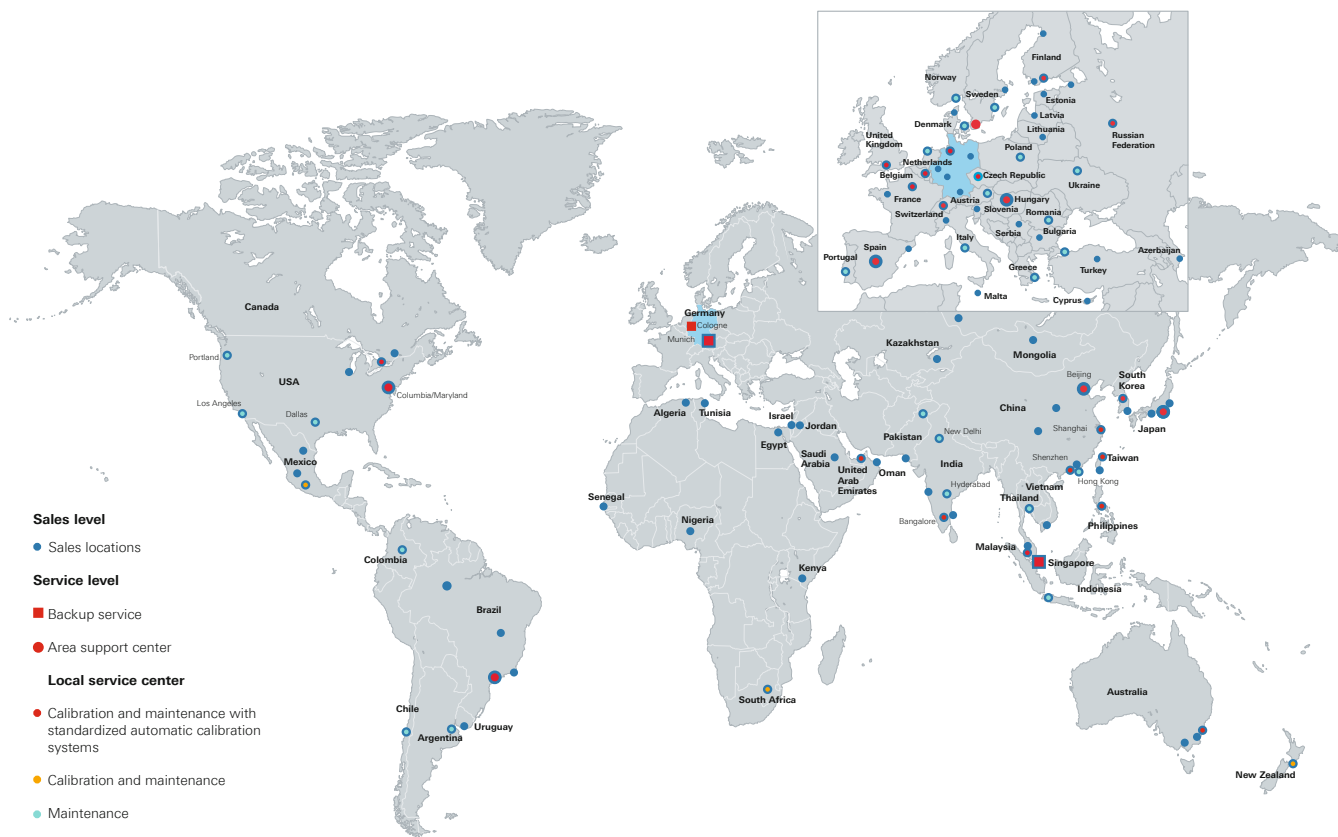 Finland
Norway
Sweden
Estonia
Latvia
Denmark
Lithuania
United
Kingdom
Russian
Federation
Poland
Netherlands
Belgium
Czech Republic
Ukraine
France
Austria
Hungary
Switzerland
Slovenia
Romania
Serbia
Bulgaria
Italy
Spain
Portugal
Azerbaijan
Greece
Turkey
Malta
Cyprus
Canada
Portland
USA
Columbia/Maryland
Los Angeles
Dallas
Mexico
Germany
Cologne
Munich
Kazakhstan
Mongolia
Beijing
South
Korea
Algeria
Tunisia
Israel
Jordan
Egypt
China
Shanghai
Japan
Pakistan
New Delhi
Saudi
Arabia
United
Arab
Emirates
Oman
India
Shenzhen
Taiwan
Hong Kong
Hyderabad
Vietnam
Thailand
Senegal
Nigeria
Bangalore
Philippines
Malaysia
Singapore
Kenya
Indonesia
Colombia
Brazil
South Africa
Australia
Chile
Uruguay
Argentina
New Zealand
Sales level
Sales locations
Service level
Backup service
Area support center
Local service center
Calibration and maintenance with
standardized automatic calibration
systems
Calibration and maintenance
Maintenance